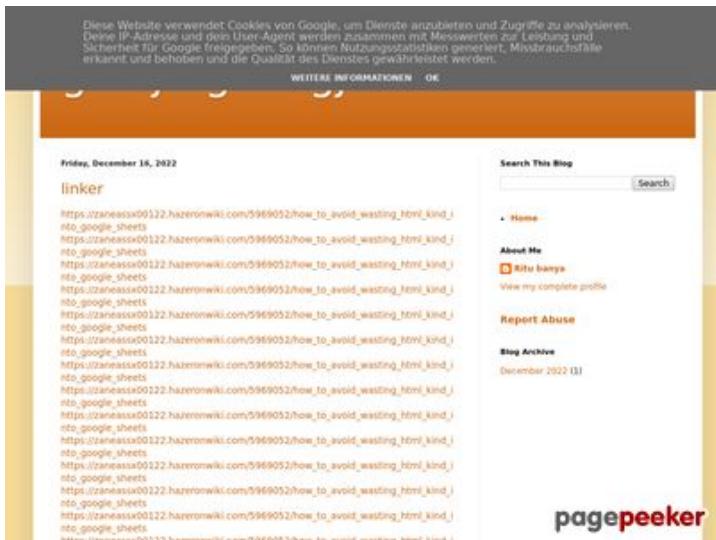 Diese Website verwendet Cookies von Google, um Dienste anzubieten und Zugriffe zu analysieren.
Deine IP-Adresse und dein User-Agent werden zusammen mit Messwerten zur Leistung und
Sicherheit für Google freigegeben. So können Nutzungsstatistiken generiert, Missbrauchsfälle
erkannt und behoben und die Qualität des Dienstes gewährleistet werden.
WEITERE INFORMATIONEN OK
Friday, December 16, 2022
linker
https://zaneassx00122.hazeronwiki.com/5969052/how_to_avoid_wasting_html_kind_i
nto_google_sheets
https://zaneassx00122.hazeronwiki.com/5969052/how_to_avoid_wasting_html_kind_i
nto_google_sheets
https://zaneassx00122.hazeronwiki.com/5969052/how_to_avoid_wasting_html_kind_i
nto_google_sheets
https://zaneassx00122.hazeronwiki.com/5969052/how_to_avoid_wasting_html_kind_i
nto_google_sheets
https://zaneassx00122.hazeronwiki.com/5969052/how_to_avoid_wasting_html_kind_i
nto_google_sheets
https://zaneassx00122.hazeronwiki.com/5969052/how_to_avoid_wasting_html_kind_i
nto_google_sheets
https://zaneassx00122.hazeronwiki.com/5969052/how_to_avoid_wasting_html_kind_i
nto_google_sheets
https://zaneassx00122.hazeronwiki.com/5969052/how_to_avoid_wasting_html_kind_i
nto_google_sheets
https://zaneassx00122.hazeronwiki.com/5969052/how_to_avoid_wasting_html_kind_i
nto_google_sheets
https://zaneassx00122.hazeronwiki.com/5969052/how_to_avoid_wasting_html_kind_i
nto_google_sheets
https://zaneassx00122.hazeronwiki.com/5969052/how_to_avoid_wasting_html_kind_i
nto_google_sheets
https://zaneassx00122.hazeronwiki.com/5969052/how_to_avoid_wasting_html_kind_i
nto_google_sheets
https://zaneassx00122.hazeronwiki.com/5969052/how_to_avoid_wasting_html_kind_i
nto_google_sheets
Search This Blog
Search
Home
About Me
Ritu banya
View my complete profile
Report Abuse
Blog Archive
December 2022 (1)
pagepeeker